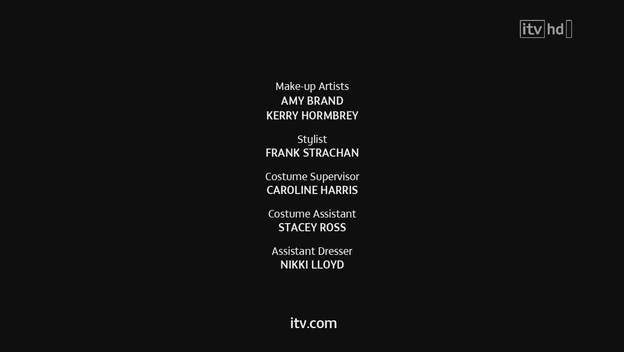 itv hd
Make-up Artists
AMY BRAND
KERRY HORMBREY
Stylist
FRANK STRACHAN
Costume Supervisor
CAROLINE HARRIS
Costume Assistant
STACEY ROSS
Assistant Dresser
NIKKI LLOYD
itv.com